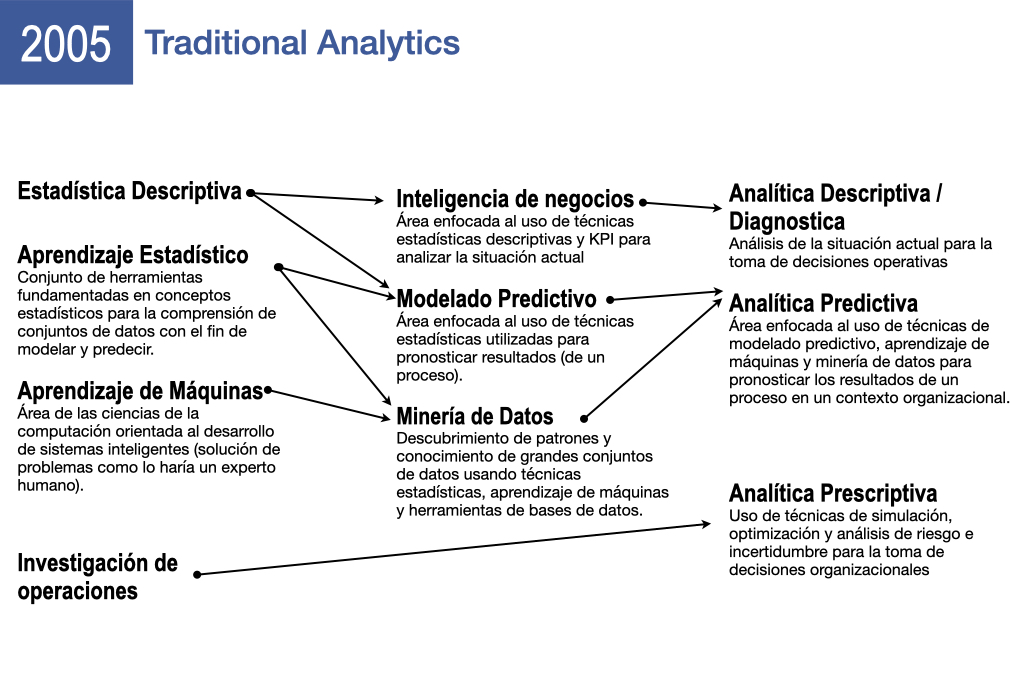 2005
Traditional Analytics
Estadística Descriptiva
Aprendizaje Estadístico
Conjunto de herramientas
fundamentadas en conceptos
estadísticos para la comprensión de
conjuntos de datos con el fin de
modelar y predecir.
Aprendizaje de Máquinas
Área de las ciencias de la
computación orientada al desarrollo
de sistemas inteligentes (solución de
problemas como lo haría un experto
humano).
Investigación de
operaciones
Inteligencia de negocios
Área enfocada al uso de técnicas
estadísticas descriptivas y KPI para
analizar la situación actual
Modelado Predictivo
Área enfocada al uso de técnicas
estadísticas utilizadas para
pronosticar resultados (de un
proceso).
Minería de Datos
Descubrimiento de patrones y
conocimiento de grandes conjuntos
de datos usando técnicas
estadísticas, aprendizaje de máquinas
y herramientas de bases de datos.
Analítica Descriptiva /
Diagnostica
Análisis de la situación actual para la
toma de decisiones operativas
Analítica Predictiva
Área enfocada al uso de técnicas de
modelado predictivo, aprendizaje de
máquinas y minería de datos para
pronosticar los resultados de un
proceso en un contexto organizacional.
Analítica Prescriptiva
Uso de técnicas de simulación,
optimización y análisis de riesgo e
incertidumbre para la toma de
decisiones organizacionales